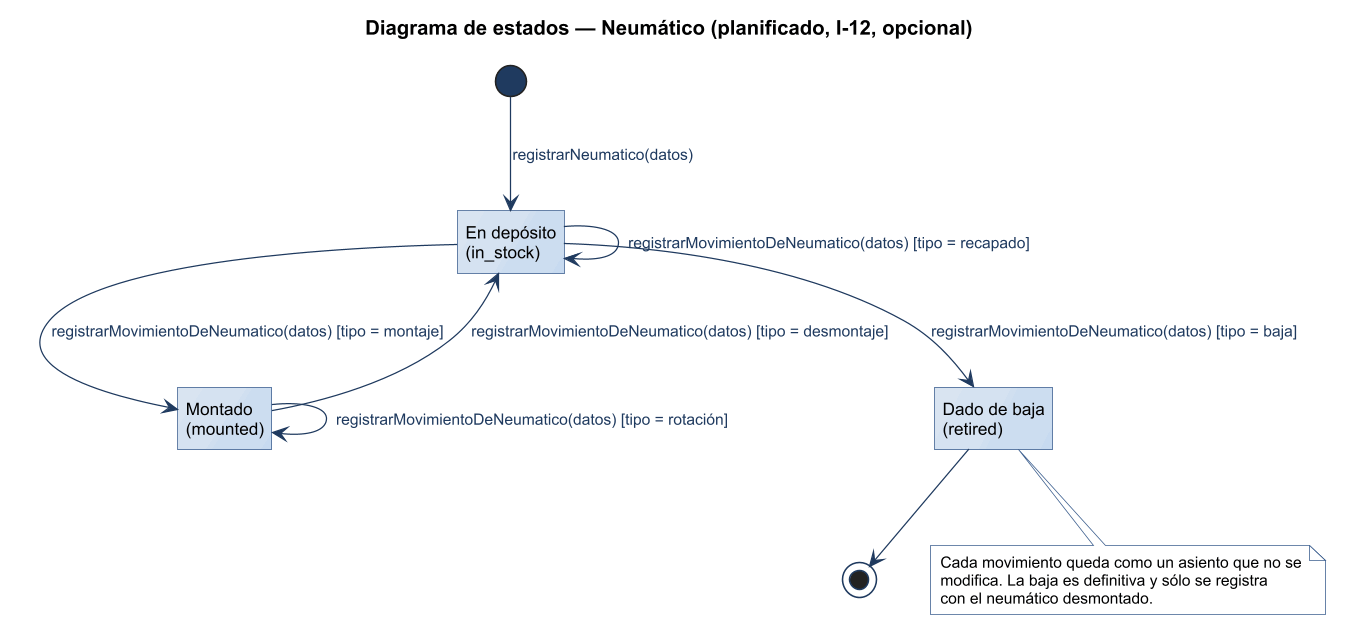 Diagrama de estados — Neumático (planificado, I-12, opcional)
registrarNeumatico(datos)
En depósito
(in_stock)
registrarMovimientoDeNeumatico(datos) [tipo = recapado]
registrarMovimientoDeNeumatico(datos) [tipo = montaje]
registrarMovimientoDeNeumatico(datos) [tipo = desmontaje]
registrarMovimientoDeNeumatico(datos) [tipo = baja]
Montado
(mounted)
registrarMovimientoDeNeumatico(datos) [tipo = rotación]
Dado de baja
(retired)
Cada movimiento queda como un asiento que no se
modifica. La baja es definitiva y sólo se registra
con el neumático desmontado.